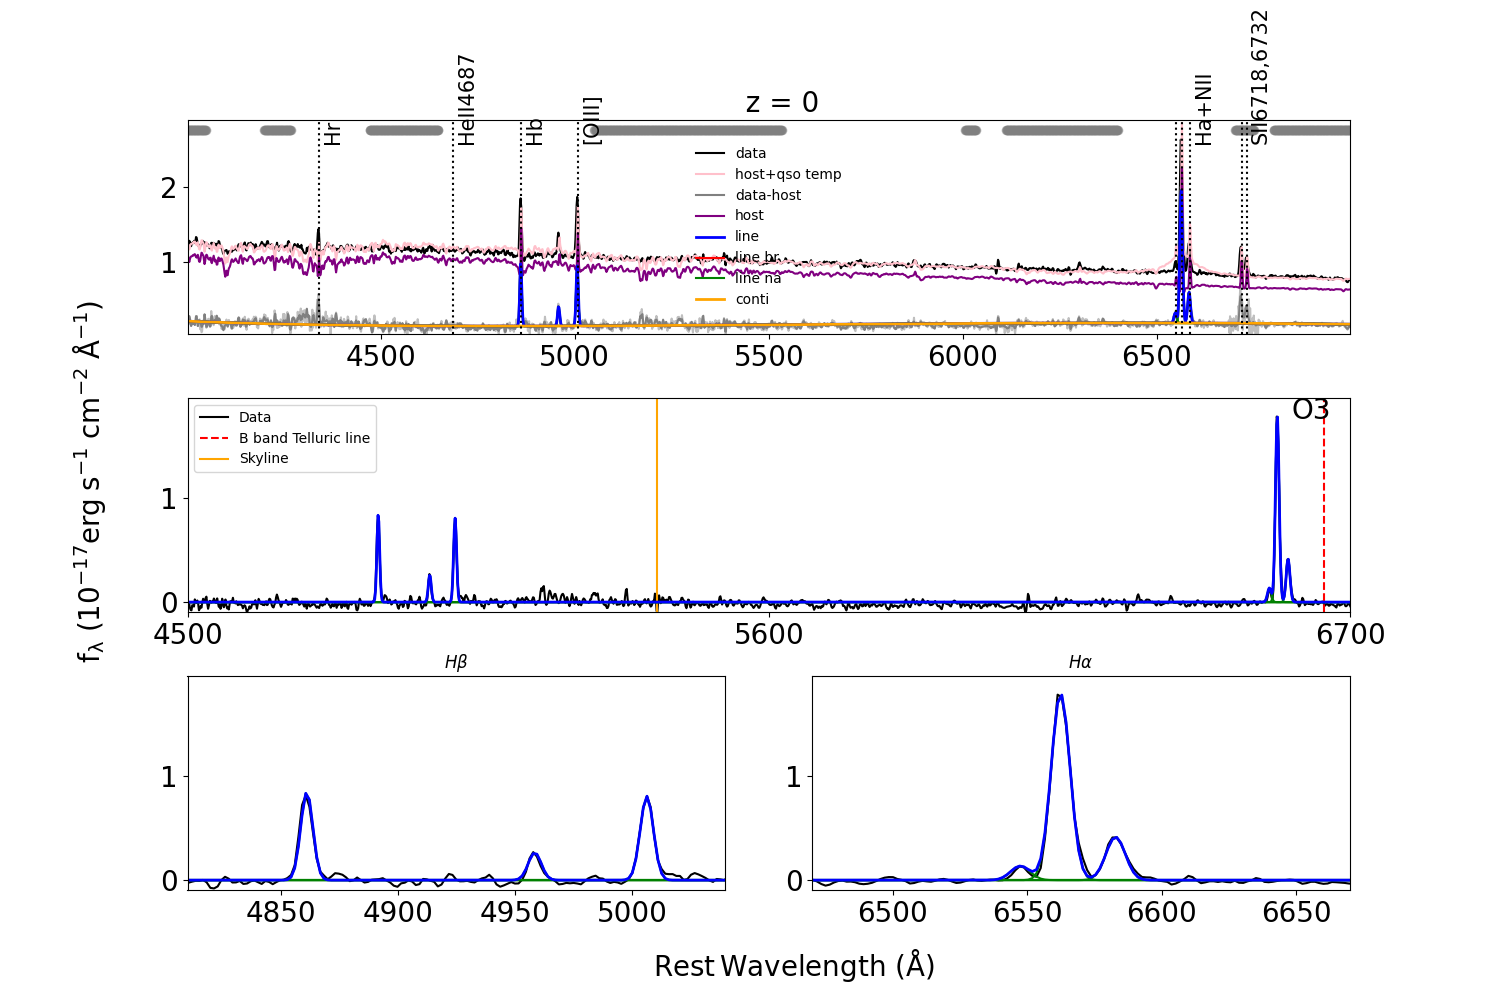 z = 0
Hr
HeII4687
Hb
[OIII]
Ha+NII
SII6718,6732
data
host+qso temp
data-host
host
line
line br
line na
conti
2
1
4500 5000 5500 6000 6500
fλ (10−17erg s−1 cm−2 Å−1)
Data
B band Telluric line
Skyline
O3
1
0
4500 5600 6700
Hβ
1
0
4850 4900 4950 5000
Hα
1
0
6500 6550 6600 6650
Rest Wavelength (Å)